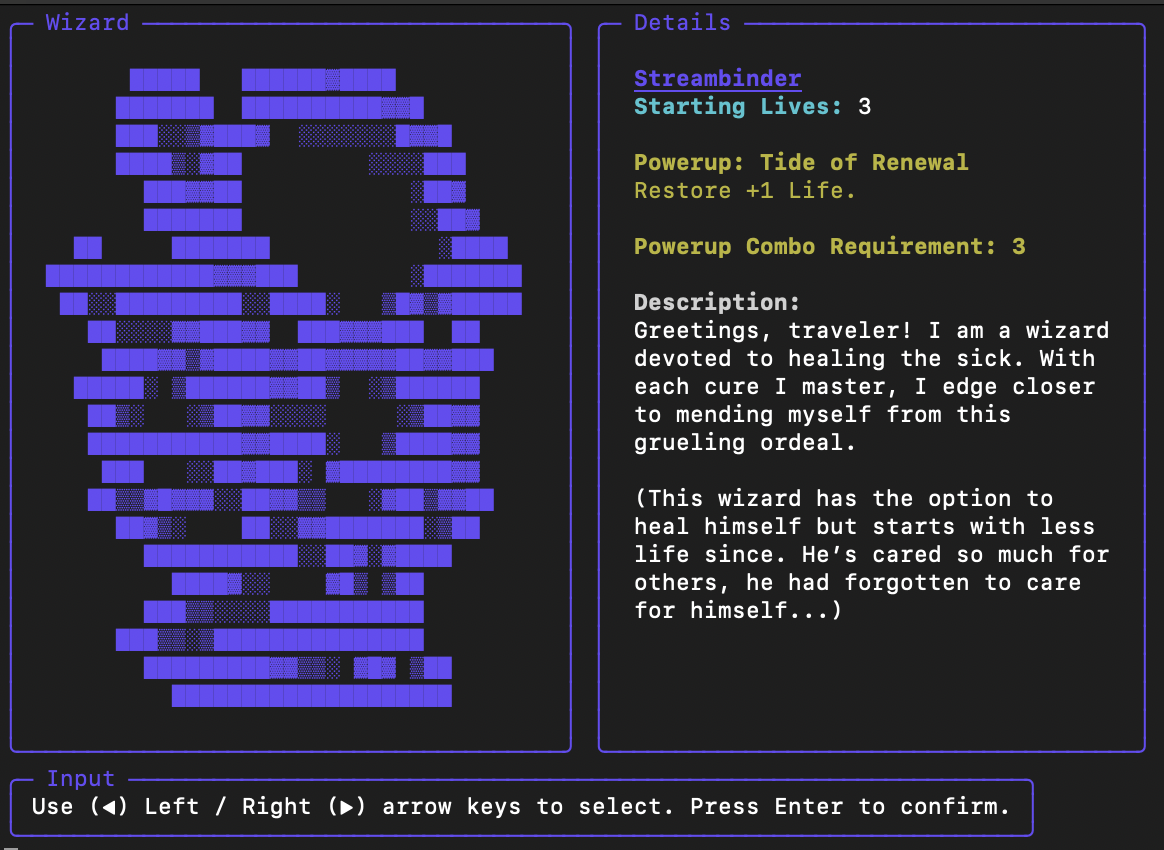 Wizard
Details
Streambinder
Starting Lives: 3
Powerup: Tide of Renewal
Restore +1 Life.
Powerup Combo Requirement: 3
Description:
Greetings, traveler! I am a wizard
devoted to healing the sick. With
each cure I master, I edge closer
to mending myself from this
grueling ordeal.
(This wizard has the option to
heal himself but starts with less
life since. He’s cared so much for
others, he had forgotten to care
for himself...)
Input
Use (◀) Left / Right (▶) arrow keys to select. Press Enter to confirm.